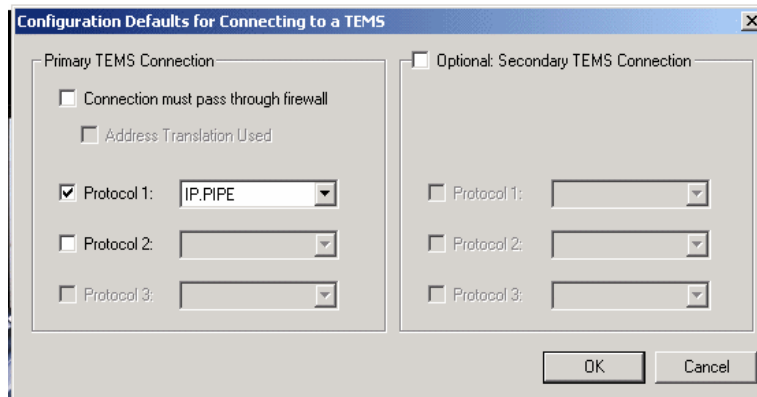 Configuration Defaults for Connecting to a TEMS
Primary TEMS Connection
Connection must pass through firewall
Address Translation Used
Protocol 1: IP.PIPE
Protocol 2:
Protocol 3:
Optional: Secondary TEMS Connection
Protocol 1:
Protocol 2:
Protocol 3:
OK Cancel